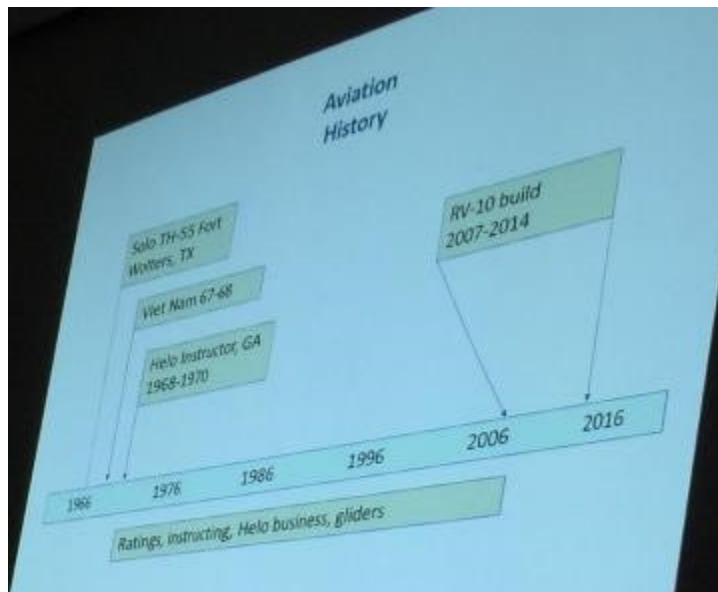 Aviation
History
Solo TH-55 Fort
Wolters, TX
Viet Nam 67-68
Helo Instructor, GA
1968-1970
RV-10 build
2007-2014
1966 1976 1986 1996 2006 2016
Ratings, instructing, Helo business, gliders